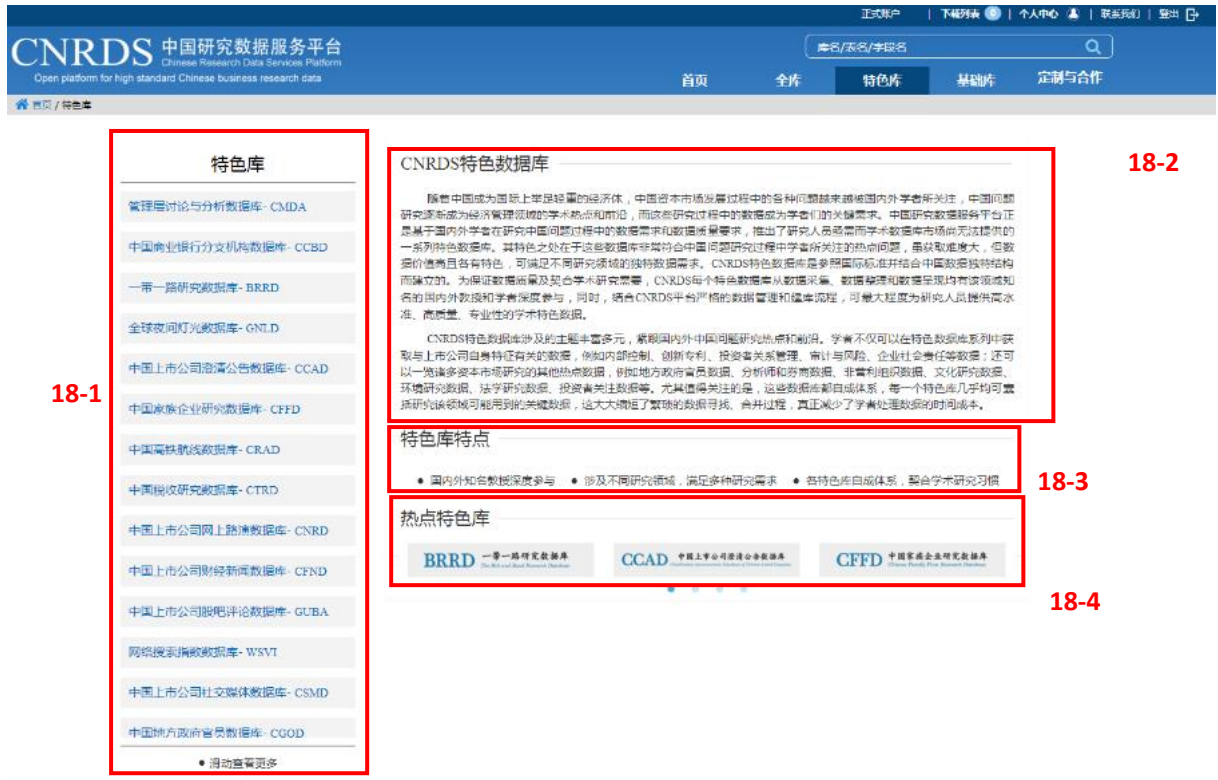 正式账户 | 下载列表 0 | 个人中心 | 联系我们 | 登出
CNRDS 中国研究数据服务平台
Chinese Research Data Services Platform
Open platform for high standard Chinese business research data
库名/表名/字段名
首页 全库 特色库 基础库 定制与合作
首页 / 特色库
18-1
特色库
管理层讨论与分析数据库- CMDA
中国商业银行分支机构数据库- CCBD
一带一路研究数据库- BRRD
全球夜间灯光数据库- GNLD
中国上市公司澄清公告数据库- CCAD
中国家族企业研究数据库- CFFD
中国高铁航线数据库- CRAD
中国税收研究数据库- CTRD
中国上市公司网上路演数据库- CNRD
中国上市公司财经新闻数据库- CFND
中国上市公司股吧评论数据库- GUBA
网络搜索指数数据库- WSVI
中国上市公司社交媒体数据库- CSMD
中国地方政府官员数据库- CGOD
● 滑动查看更多
18-2
CNRDS特色数据库
随着中国成为国际上举足轻重的经济体，中国资本市场发展过程中的各种问题越来越被国内外学者所关注，中国问题
研究逐渐成为经济管理领域的学术热点和前沿，而这些研究过程中的数据成为学者们的关键需求。中国研究数据服务平台正
是基于国内外学者在研究中国问题过程中的数据需求和数据质量要求，推出了研究人员急需而学术数据库市场尚无法提供的
一系列特色数据库。其特色之处在于这些数据库非常符合中国问题研究过程中学者所关注的热点问题，虽获取难度大，但数
据价值高且各有特色，可满足不同研究领域的独特数据需求。CNRDS特色数据库是参照国际标准并结合中国数据独特结构
而建立的。为保证数据质量及契合学术研究需要，CNRDS每个特色数据库从数据采集、数据整理和数据呈现均有该领域知
名的国内外教授和学者深度参与，同时，结合CNRDS平台严格的数据管理和建库流程，可最大程度为研究人员提供高水
准、高质量、专业性的学术特色数据。
CNRDS特色数据库涉及的主题丰富多元，紧跟国内外中国问题研究热点和前沿。学者不仅可以在特色数据库系列中获
取与上市公司自身特征有关的数据，例如内部控制、创新专利、投资者关系管理、审计与风险、企业社会责任等数据；还可
以一览诸多资本市场研究的其他热点数据，例如地方政府官员数据、分析师和券商数据、非营利组织数据、文化研究数据、
环境研究数据、法学研究数据、投资者关注数据等。尤其值得关注的是，这些数据库都自成体系，每一个特色库几乎均可囊
括研究该领域可能用到的关键数据，这大大缩短了繁琐的数据寻找、合并过程，真正减少了学者处理数据的时间成本。
特色库特点
● 国内外知名教授深度参与 ● 涉及不同研究领域，满足多种研究需求 ● 各特色库自成体系，契合学术研究习惯
18-3
热点特色库
BRRD 一带一路研究数据库
The Belt and Road Research Database
CCAD 中国上市公司澄清公告数据库
CFFD 中国家族企业研究数据库
Chinese Family Firm Research Database
18-4